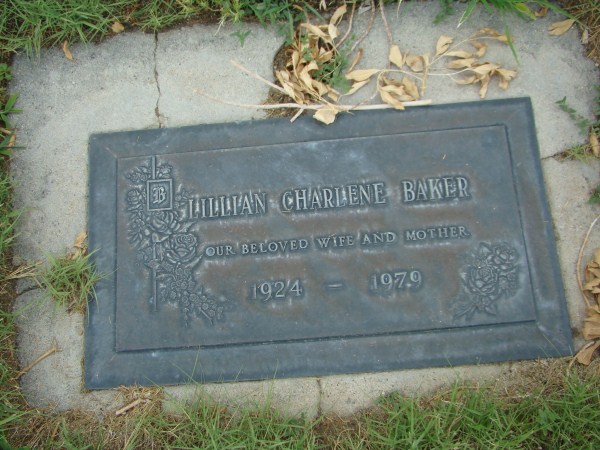 B
LILLIAN CHARLENE BAKER
OUR BELOVED WIFE AND MOTHER
1924 — 1979